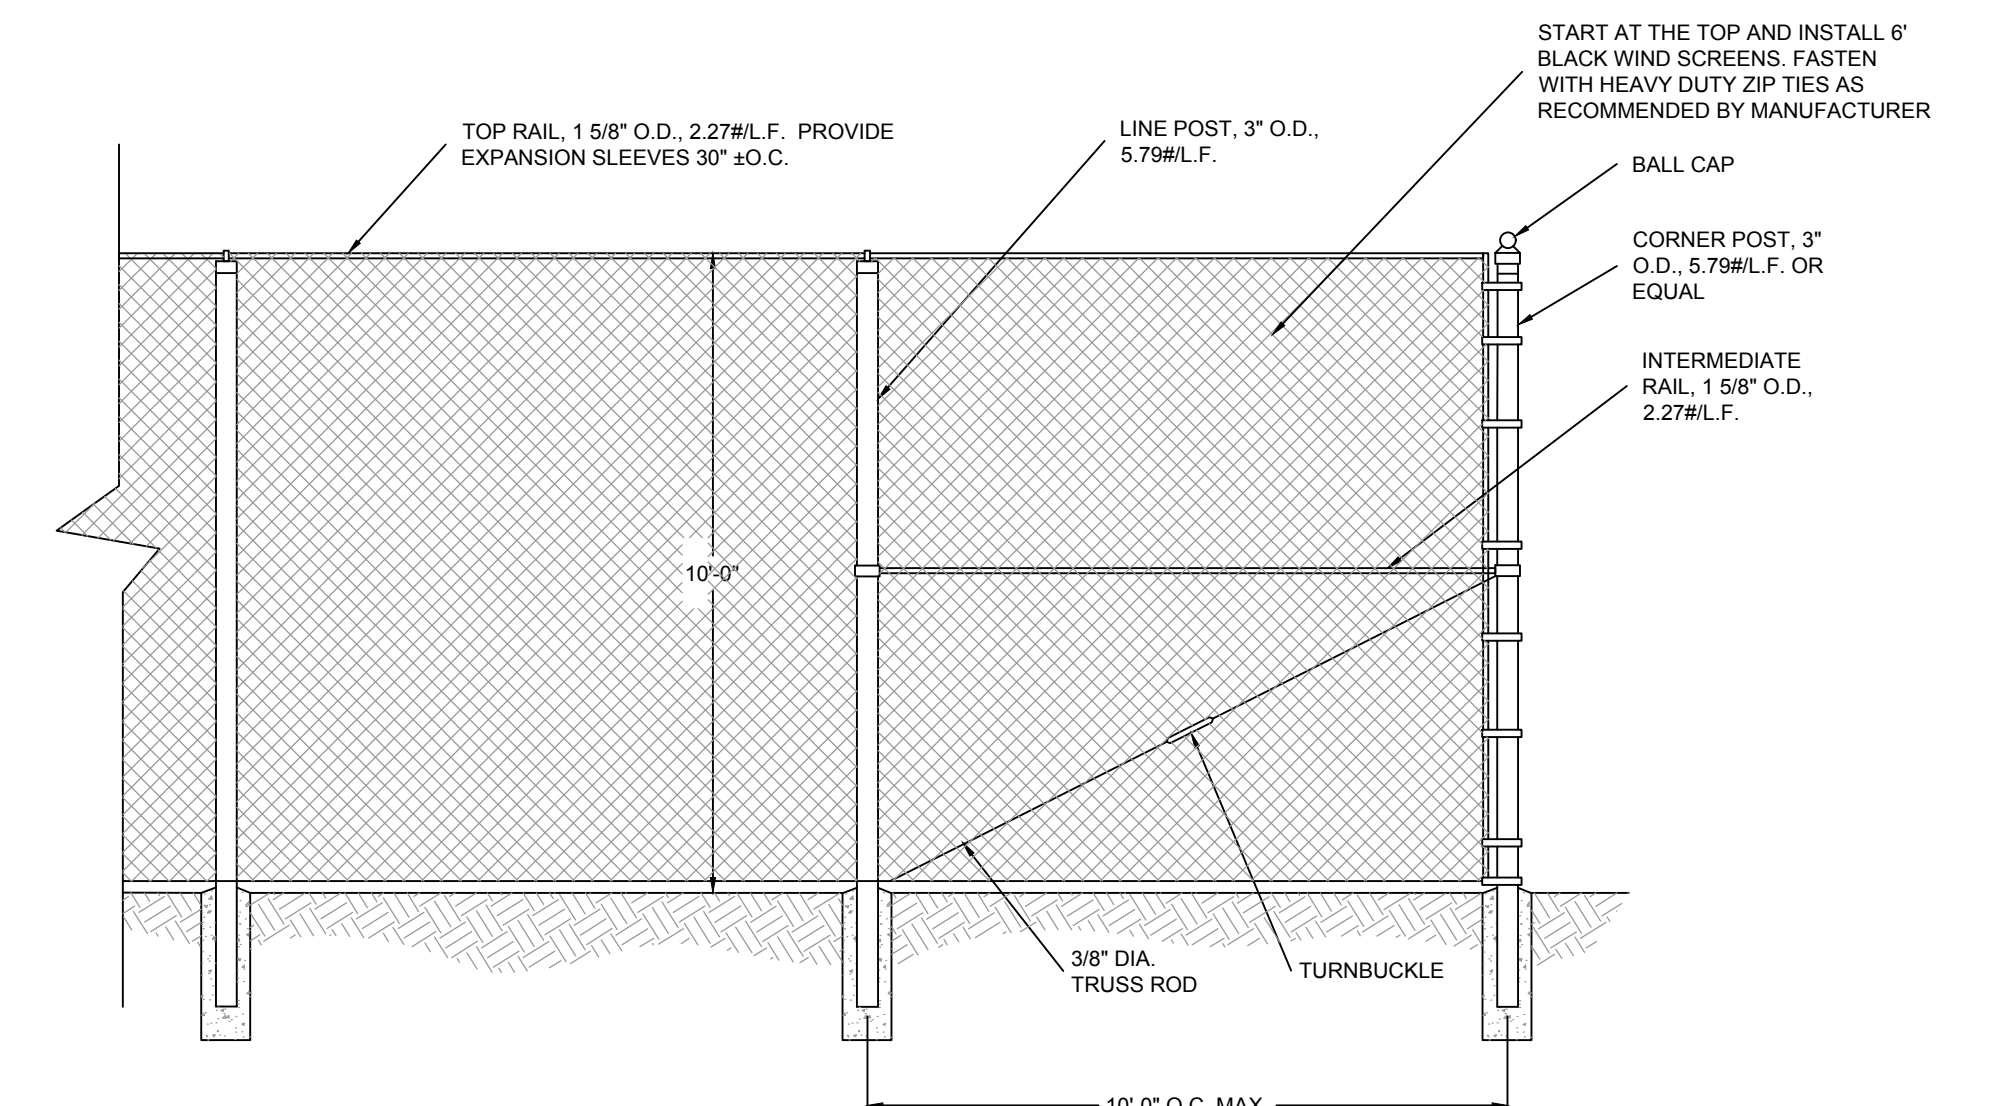 START AT THE TOP AND INSTALL 6'
BLACK WIND SCREENS. FASTEN
WITH HEAVY DUTY ZIP TIES AS
RECOMMENDED BY MANUFACTURER
TOP RAIL, 1 5/8" O.D., 2.27#/L.F. PROVIDE
EXPANSION SLEEVES 30" ±O.C.
LINE POST, 3" O.D.,
5.79#/L.F.
BALL CAP
CORNER POST, 3"
O.D., 5.79#/L.F. OR
EQUAL
INTERMEDIATE
RAIL, 1 5/8" O.D.,
2.27#/L.F.
10'-0"
3/8" DIA.
TRUSS ROD
TURNBUCKLE
10'-0" O.C. MAX.